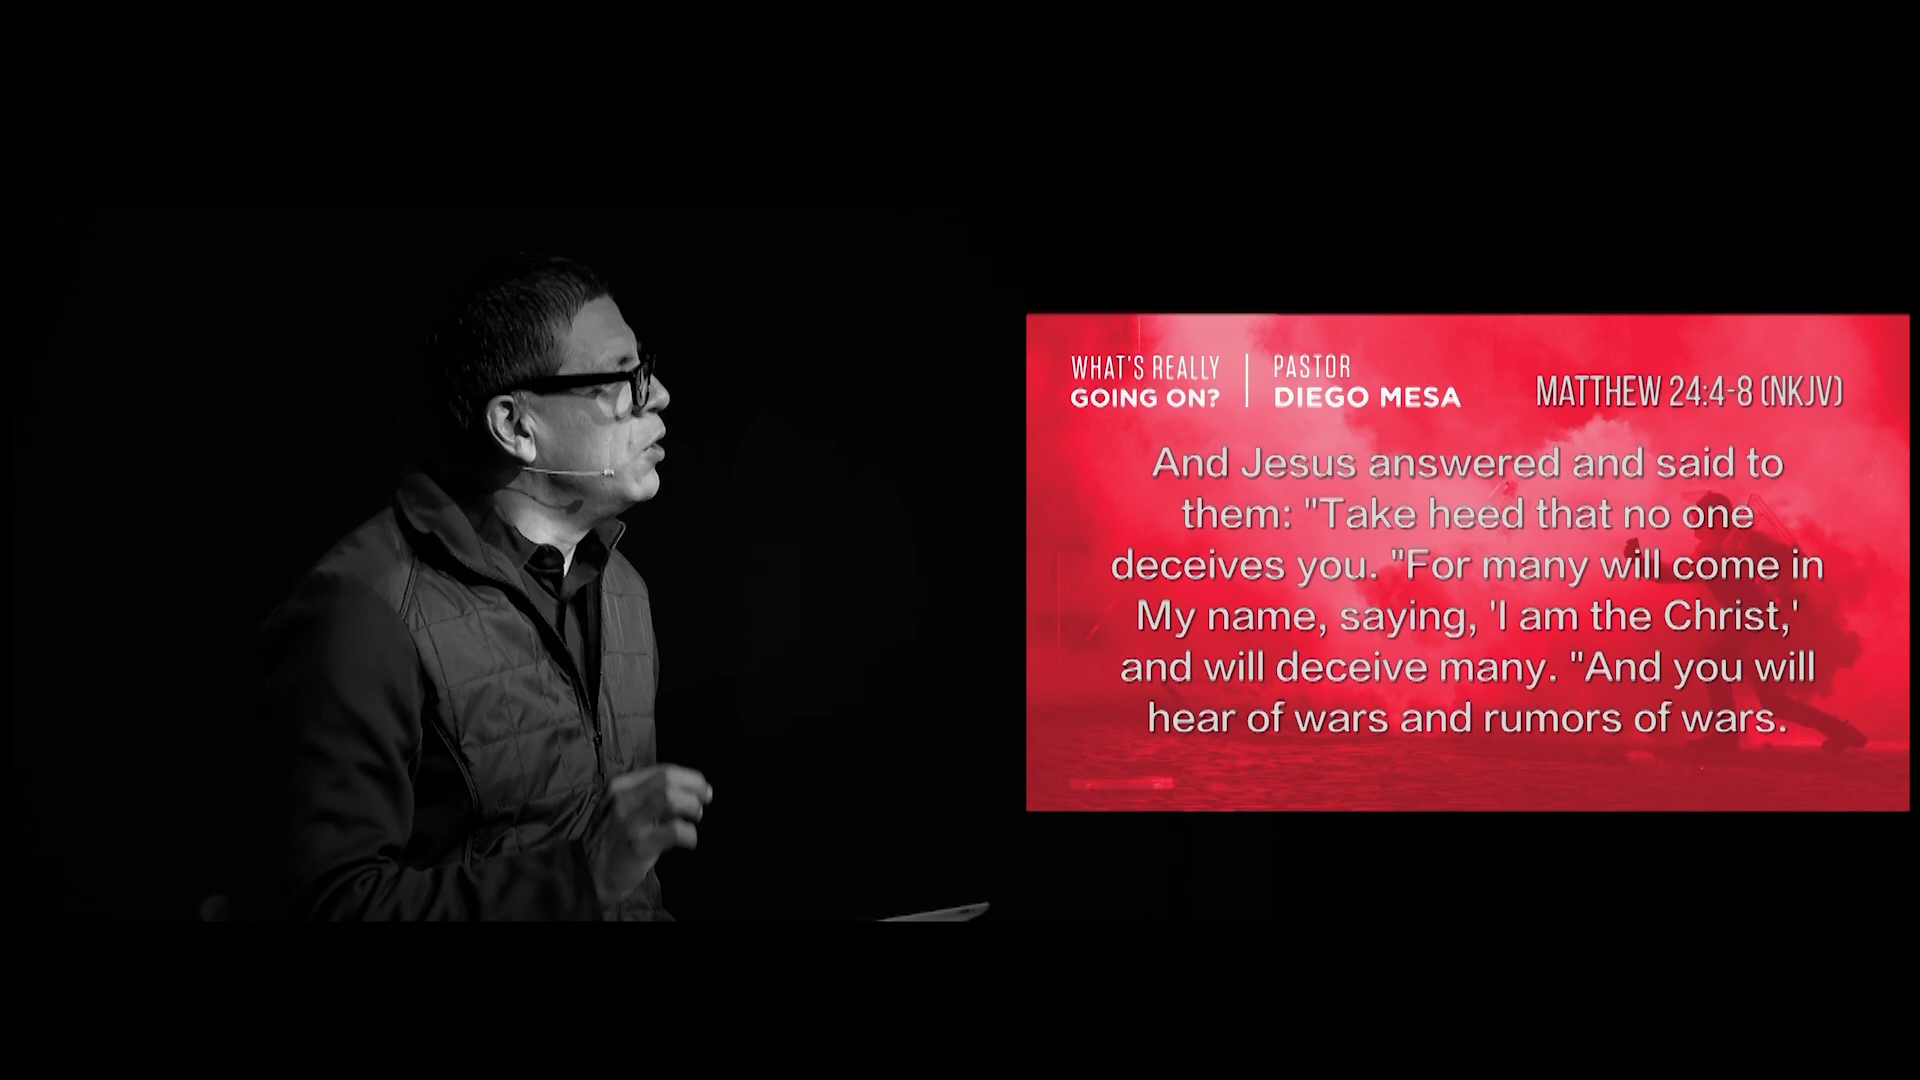 WHAT'S REALLY
GOING ON?
PASTOR
DIEGO MESA
MATTHEW 24:4-8 (NKJV)
And Jesus answered and said to
them: "Take heed that no one
deceives you. "For many will come in
My name, saying, 'I am the Christ,'
and will deceive many. "And you will
hear of wars and rumors of wars.